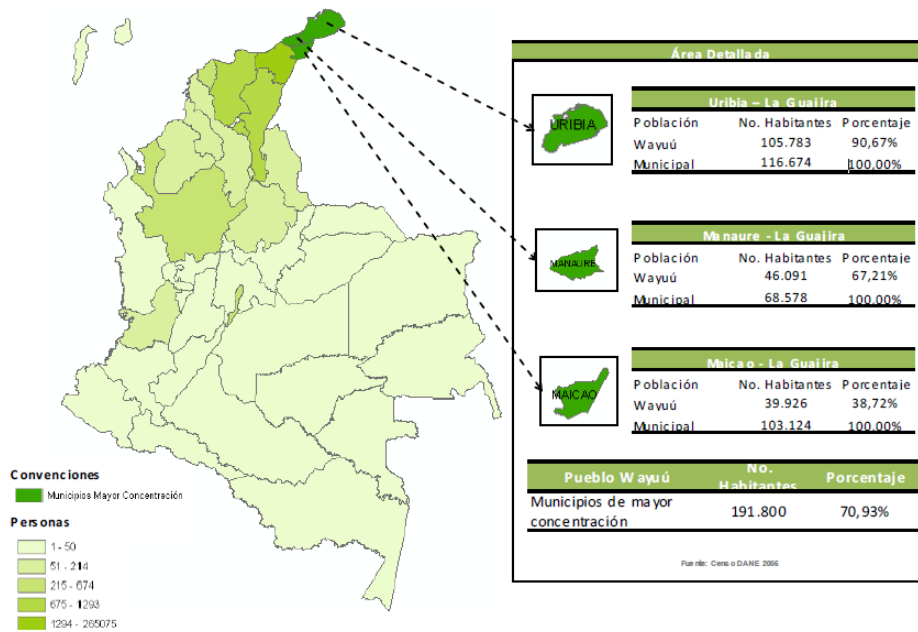 Área Detallada
URIBIA
Uribia – La Guajira
Población No. Habitantes Porcentaje
Wayuú 105.783 90,67%
Municipal 116.674 100,00%
MANAURE
Manaure - La Guajira
Población No. Habitantes Porcentaje
Wayuú 46.091 67,21%
Municipal 68.578 100,00%
MAICAO
Maicao - La Guajira
Población No. Habitantes Porcentaje
Wayuú 39.926 38,72%
Municipal 103.124 100,00%
Pueblo Wayuú No. Habitantes Porcentaje
Municipios de mayor
concentración 191.800 70,93%
Fuente: Censo DANE 2005
Convenciones
Municipios Mayor Concentración
Personas
1 - 50
51 - 214
215 - 674
675 - 1293
1294 - 265075